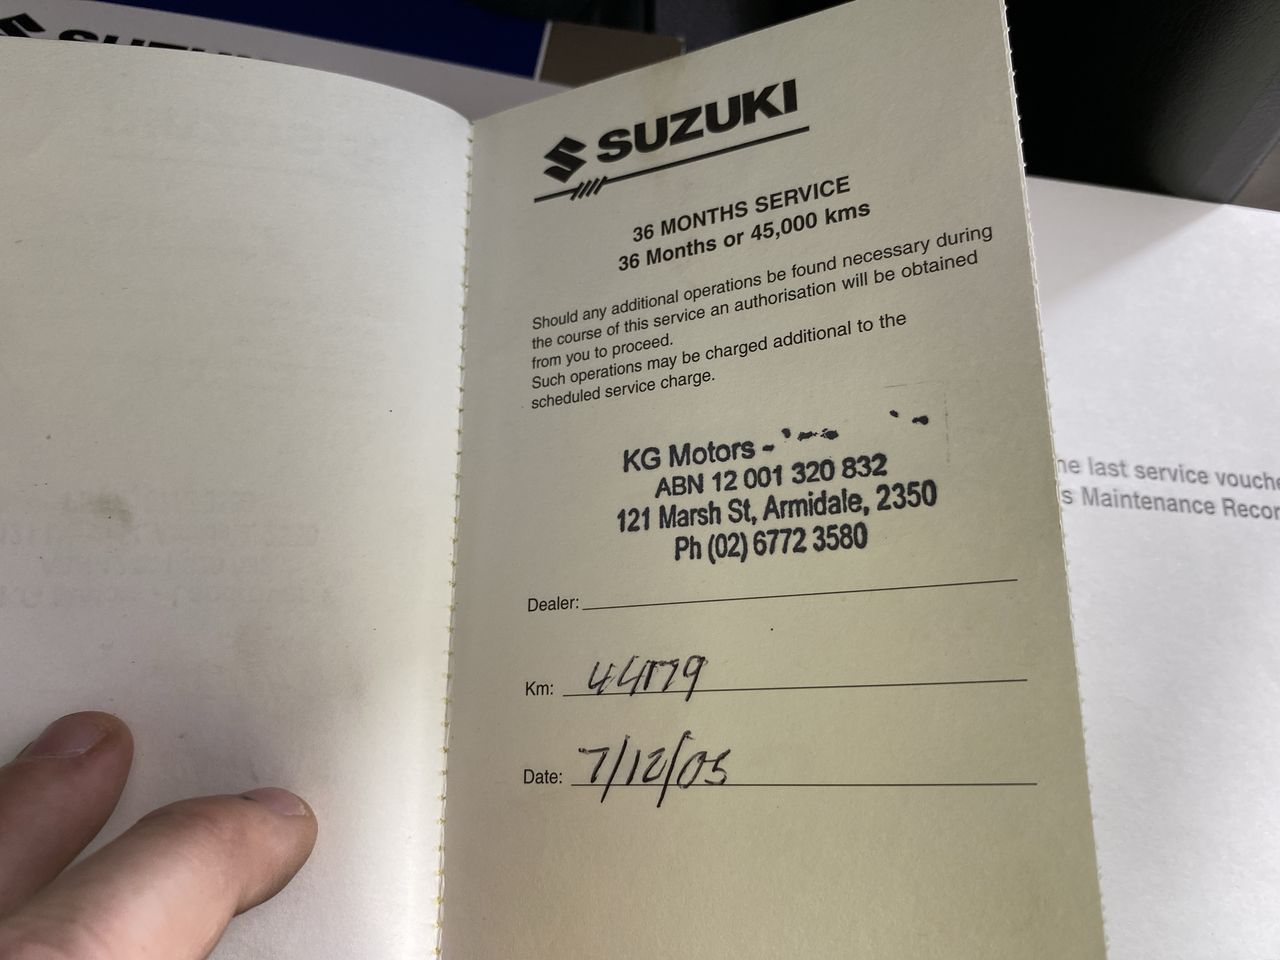 SUZUKI
36 MONTHS SERVICE
36 Months or 45,000 kms
Should any additional operations be found necessary during
the course of this service an authorisation will be obtained
from you to proceed.
Such operations may be charged additional to the
scheduled service charge.
KG Motors -
ABN 12 001 320 832
121 Marsh St, Armidale, 2350
Ph (02) 6772 3580
Dealer:
Km: 44179
Date: 7/12/05
SUZUKI
last service
Maintenance